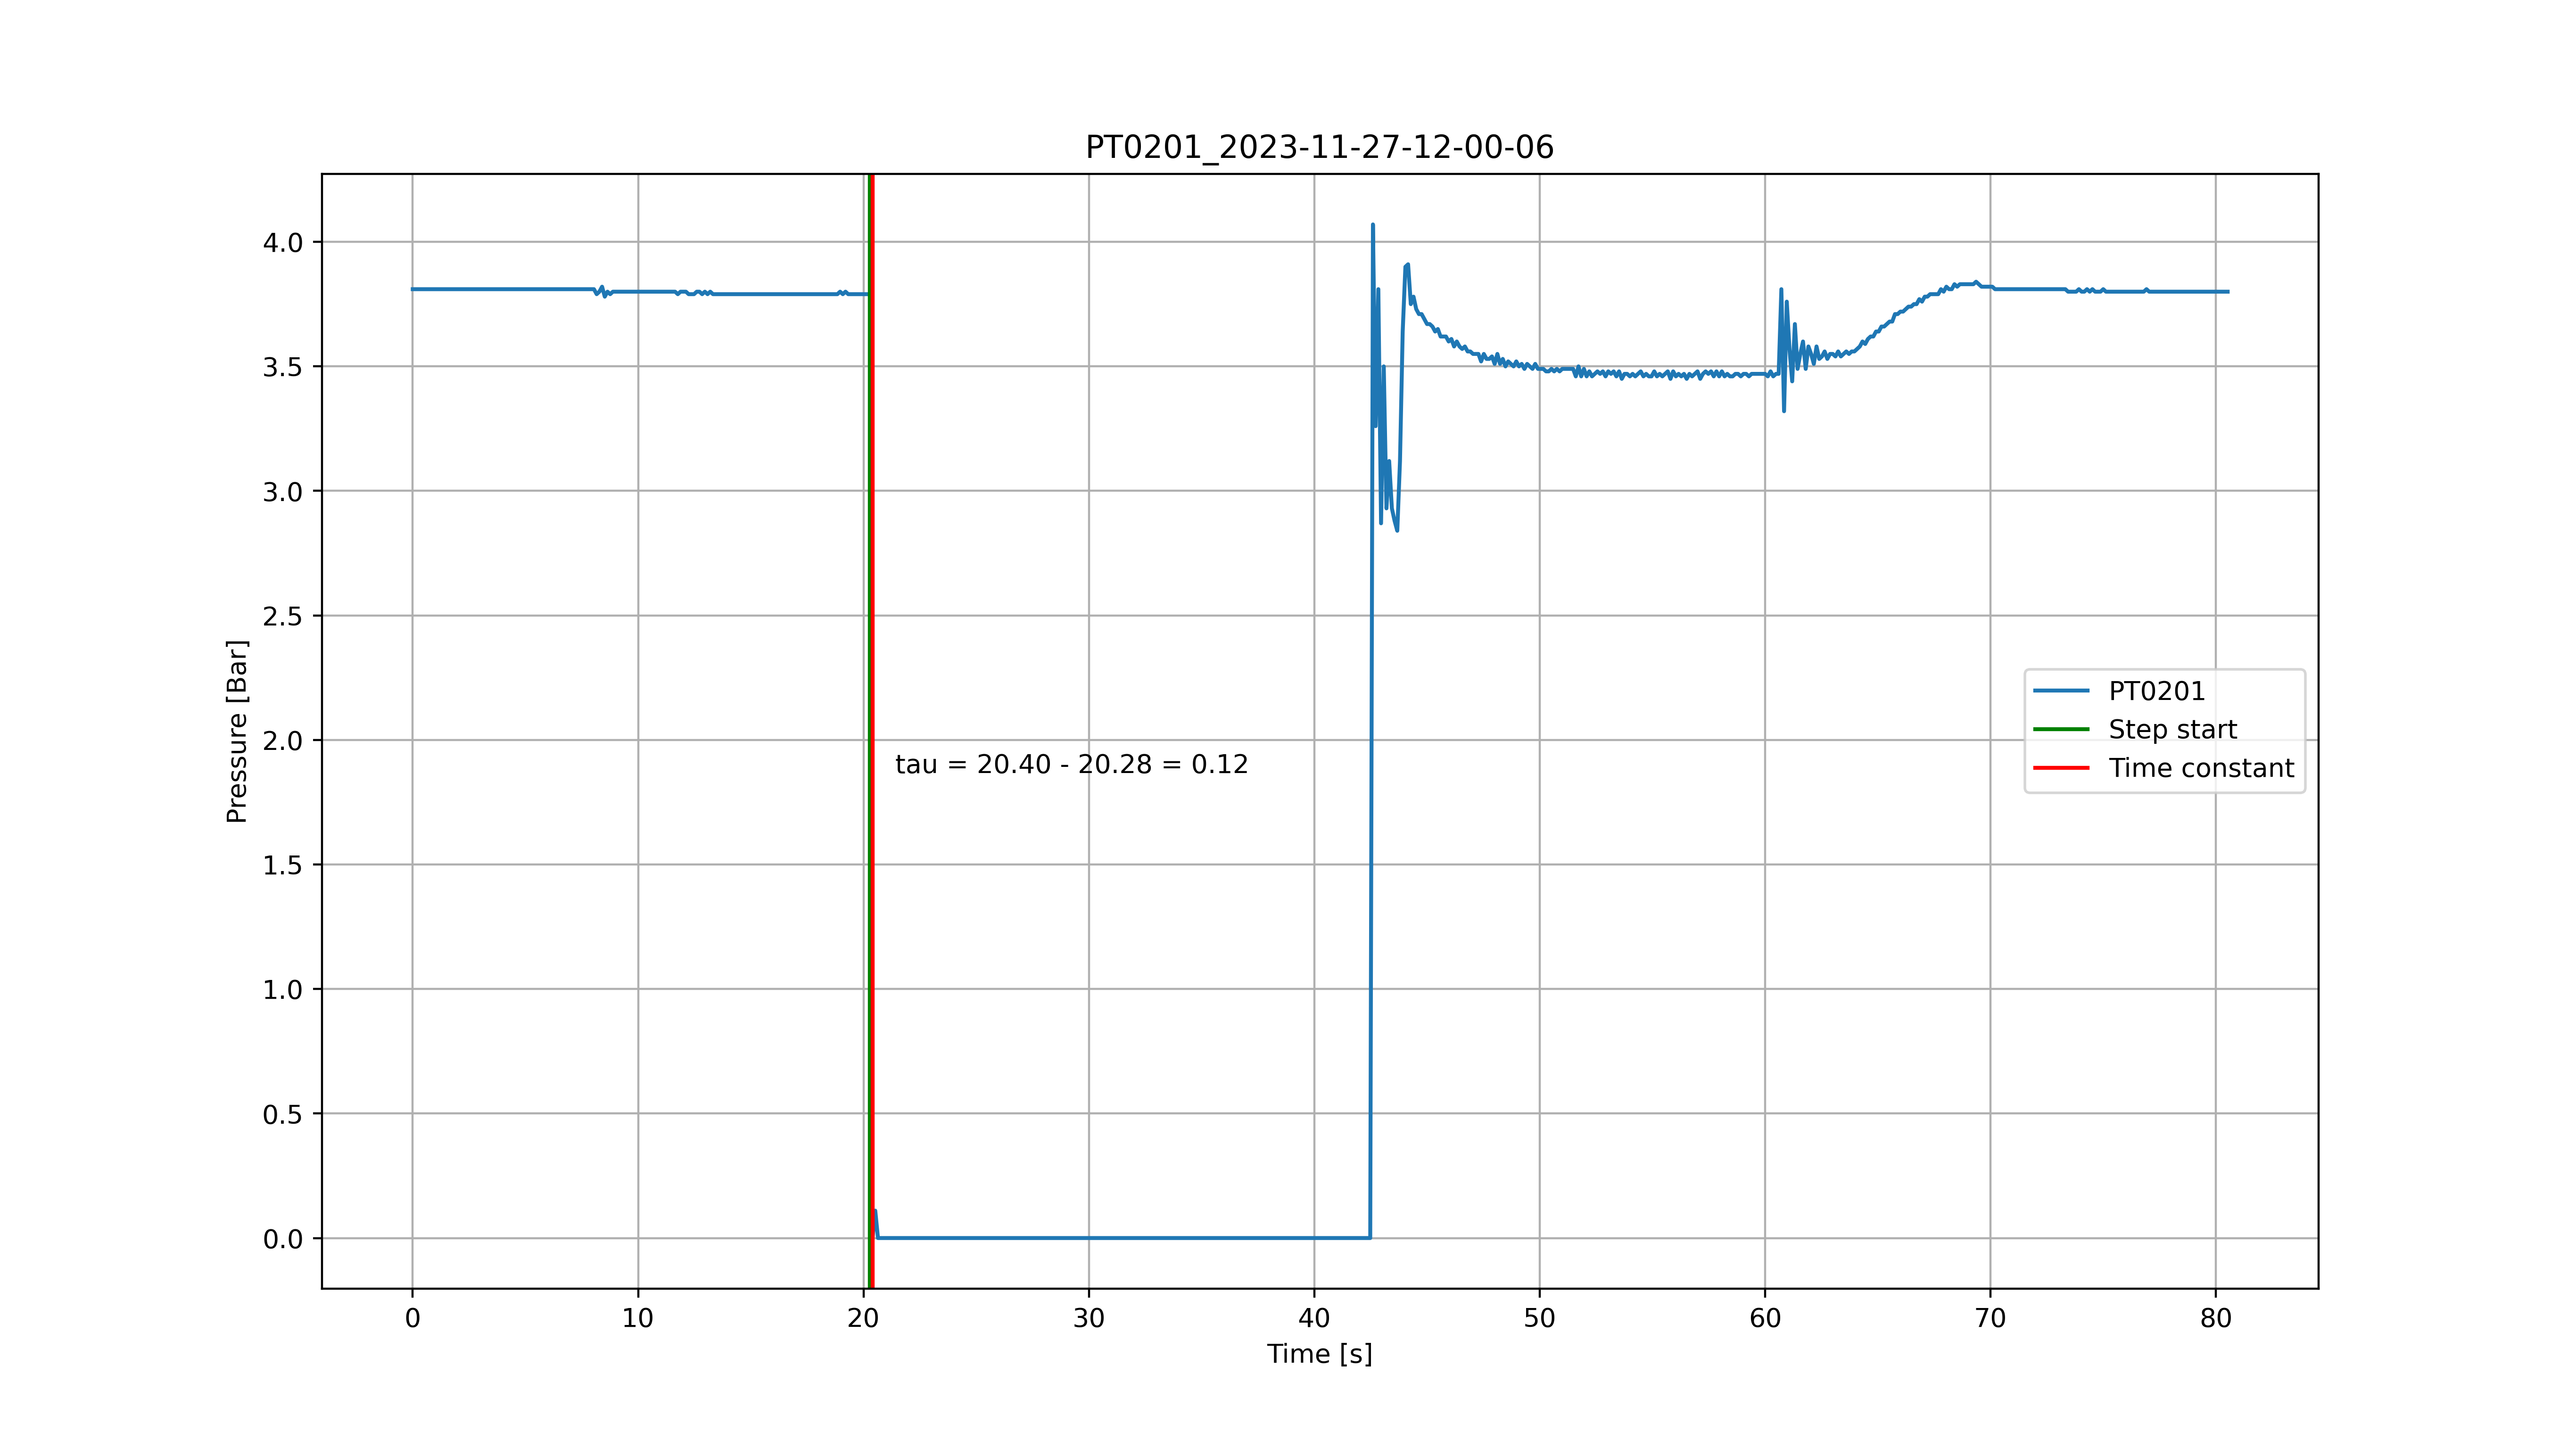 PT0201_2023-11-27-12-00-06
Pressure [Bar]
4.0
3.5
3.0
2.5
2.0
1.5
1.0
0.5
0.0
tau = 20.40 - 20.28 = 0.12
PT0201
Step start
Time constant
0 10 20 30 40 50 60 70 80
Time [s]